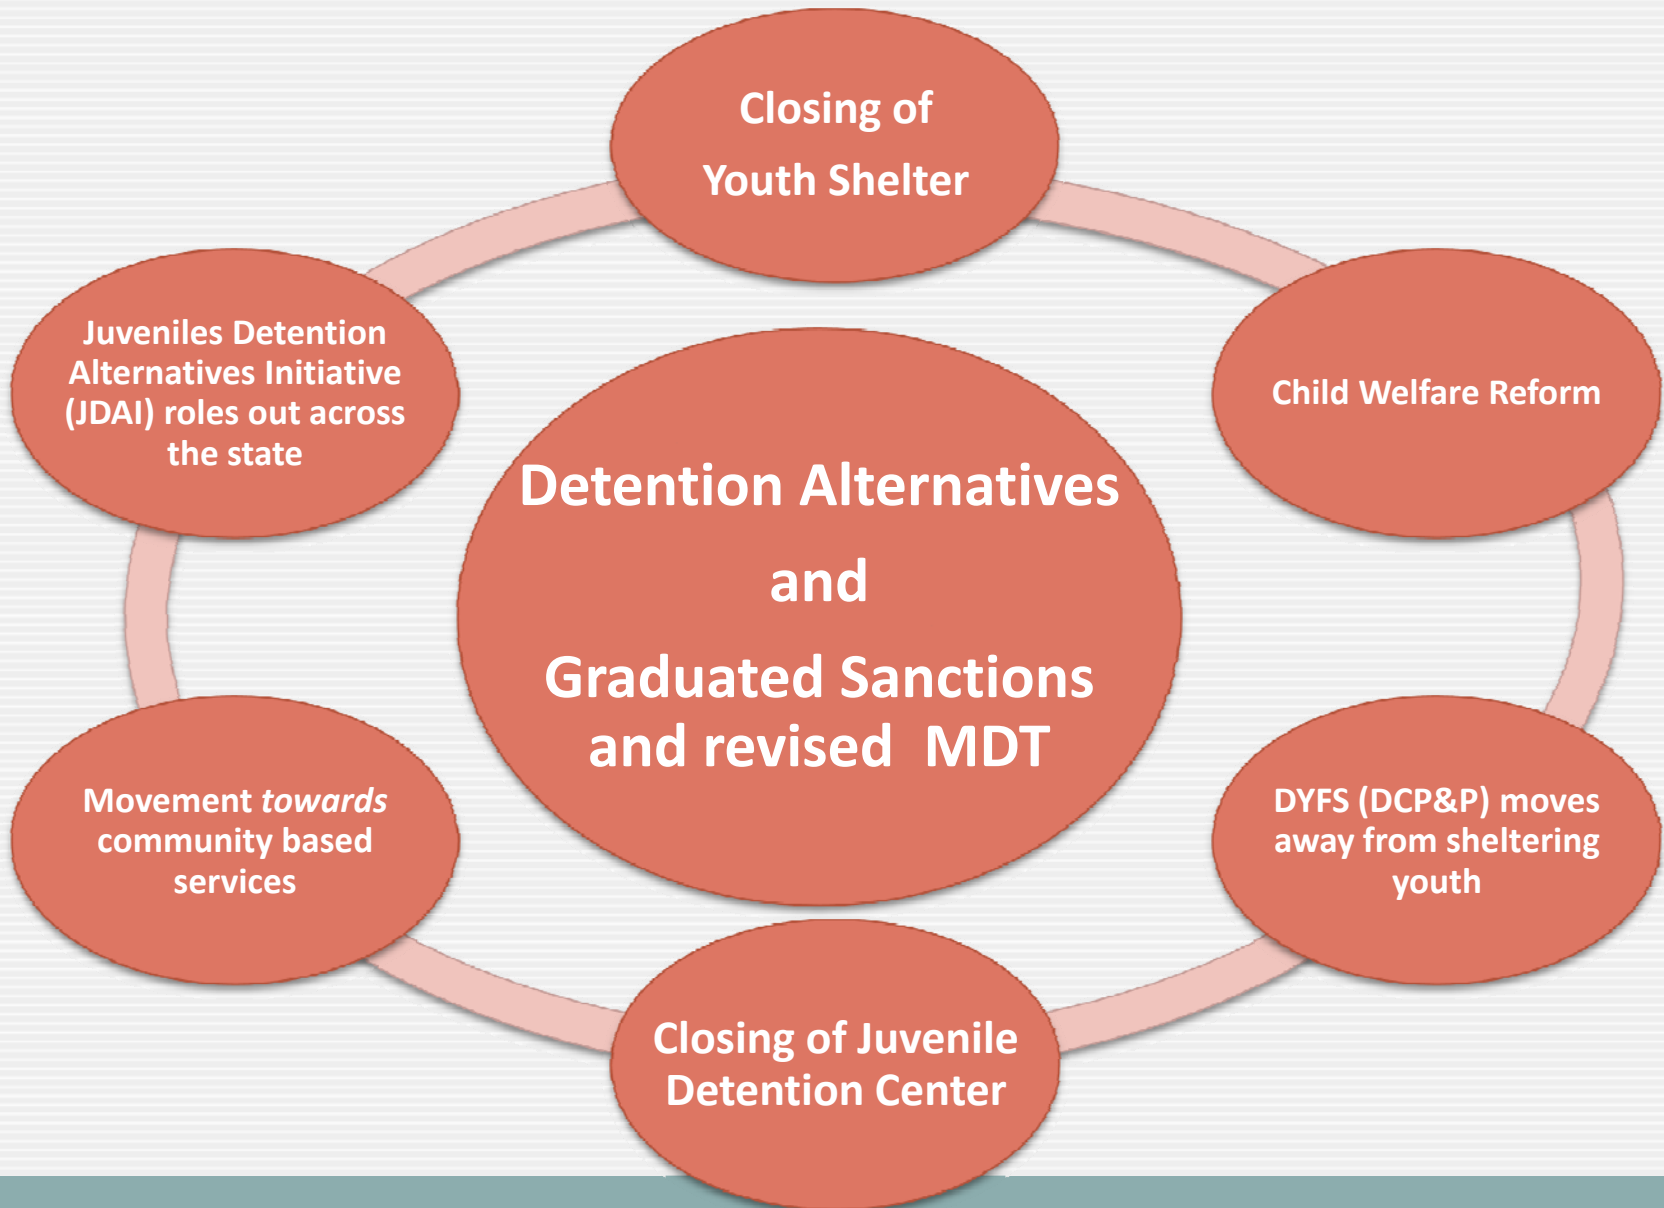 Closing of
Youth Shelter
Juveniles Detention
Alternatives Initiative
(JDAI) roles out across
the state
Child Welfare Reform
Detention Alternatives
and
Graduated Sanctions
and revised  MDT
Movement towards
community based
services
DYFS (DCP&P) moves
away from sheltering
youth
Closing of Juvenile
Detention Center